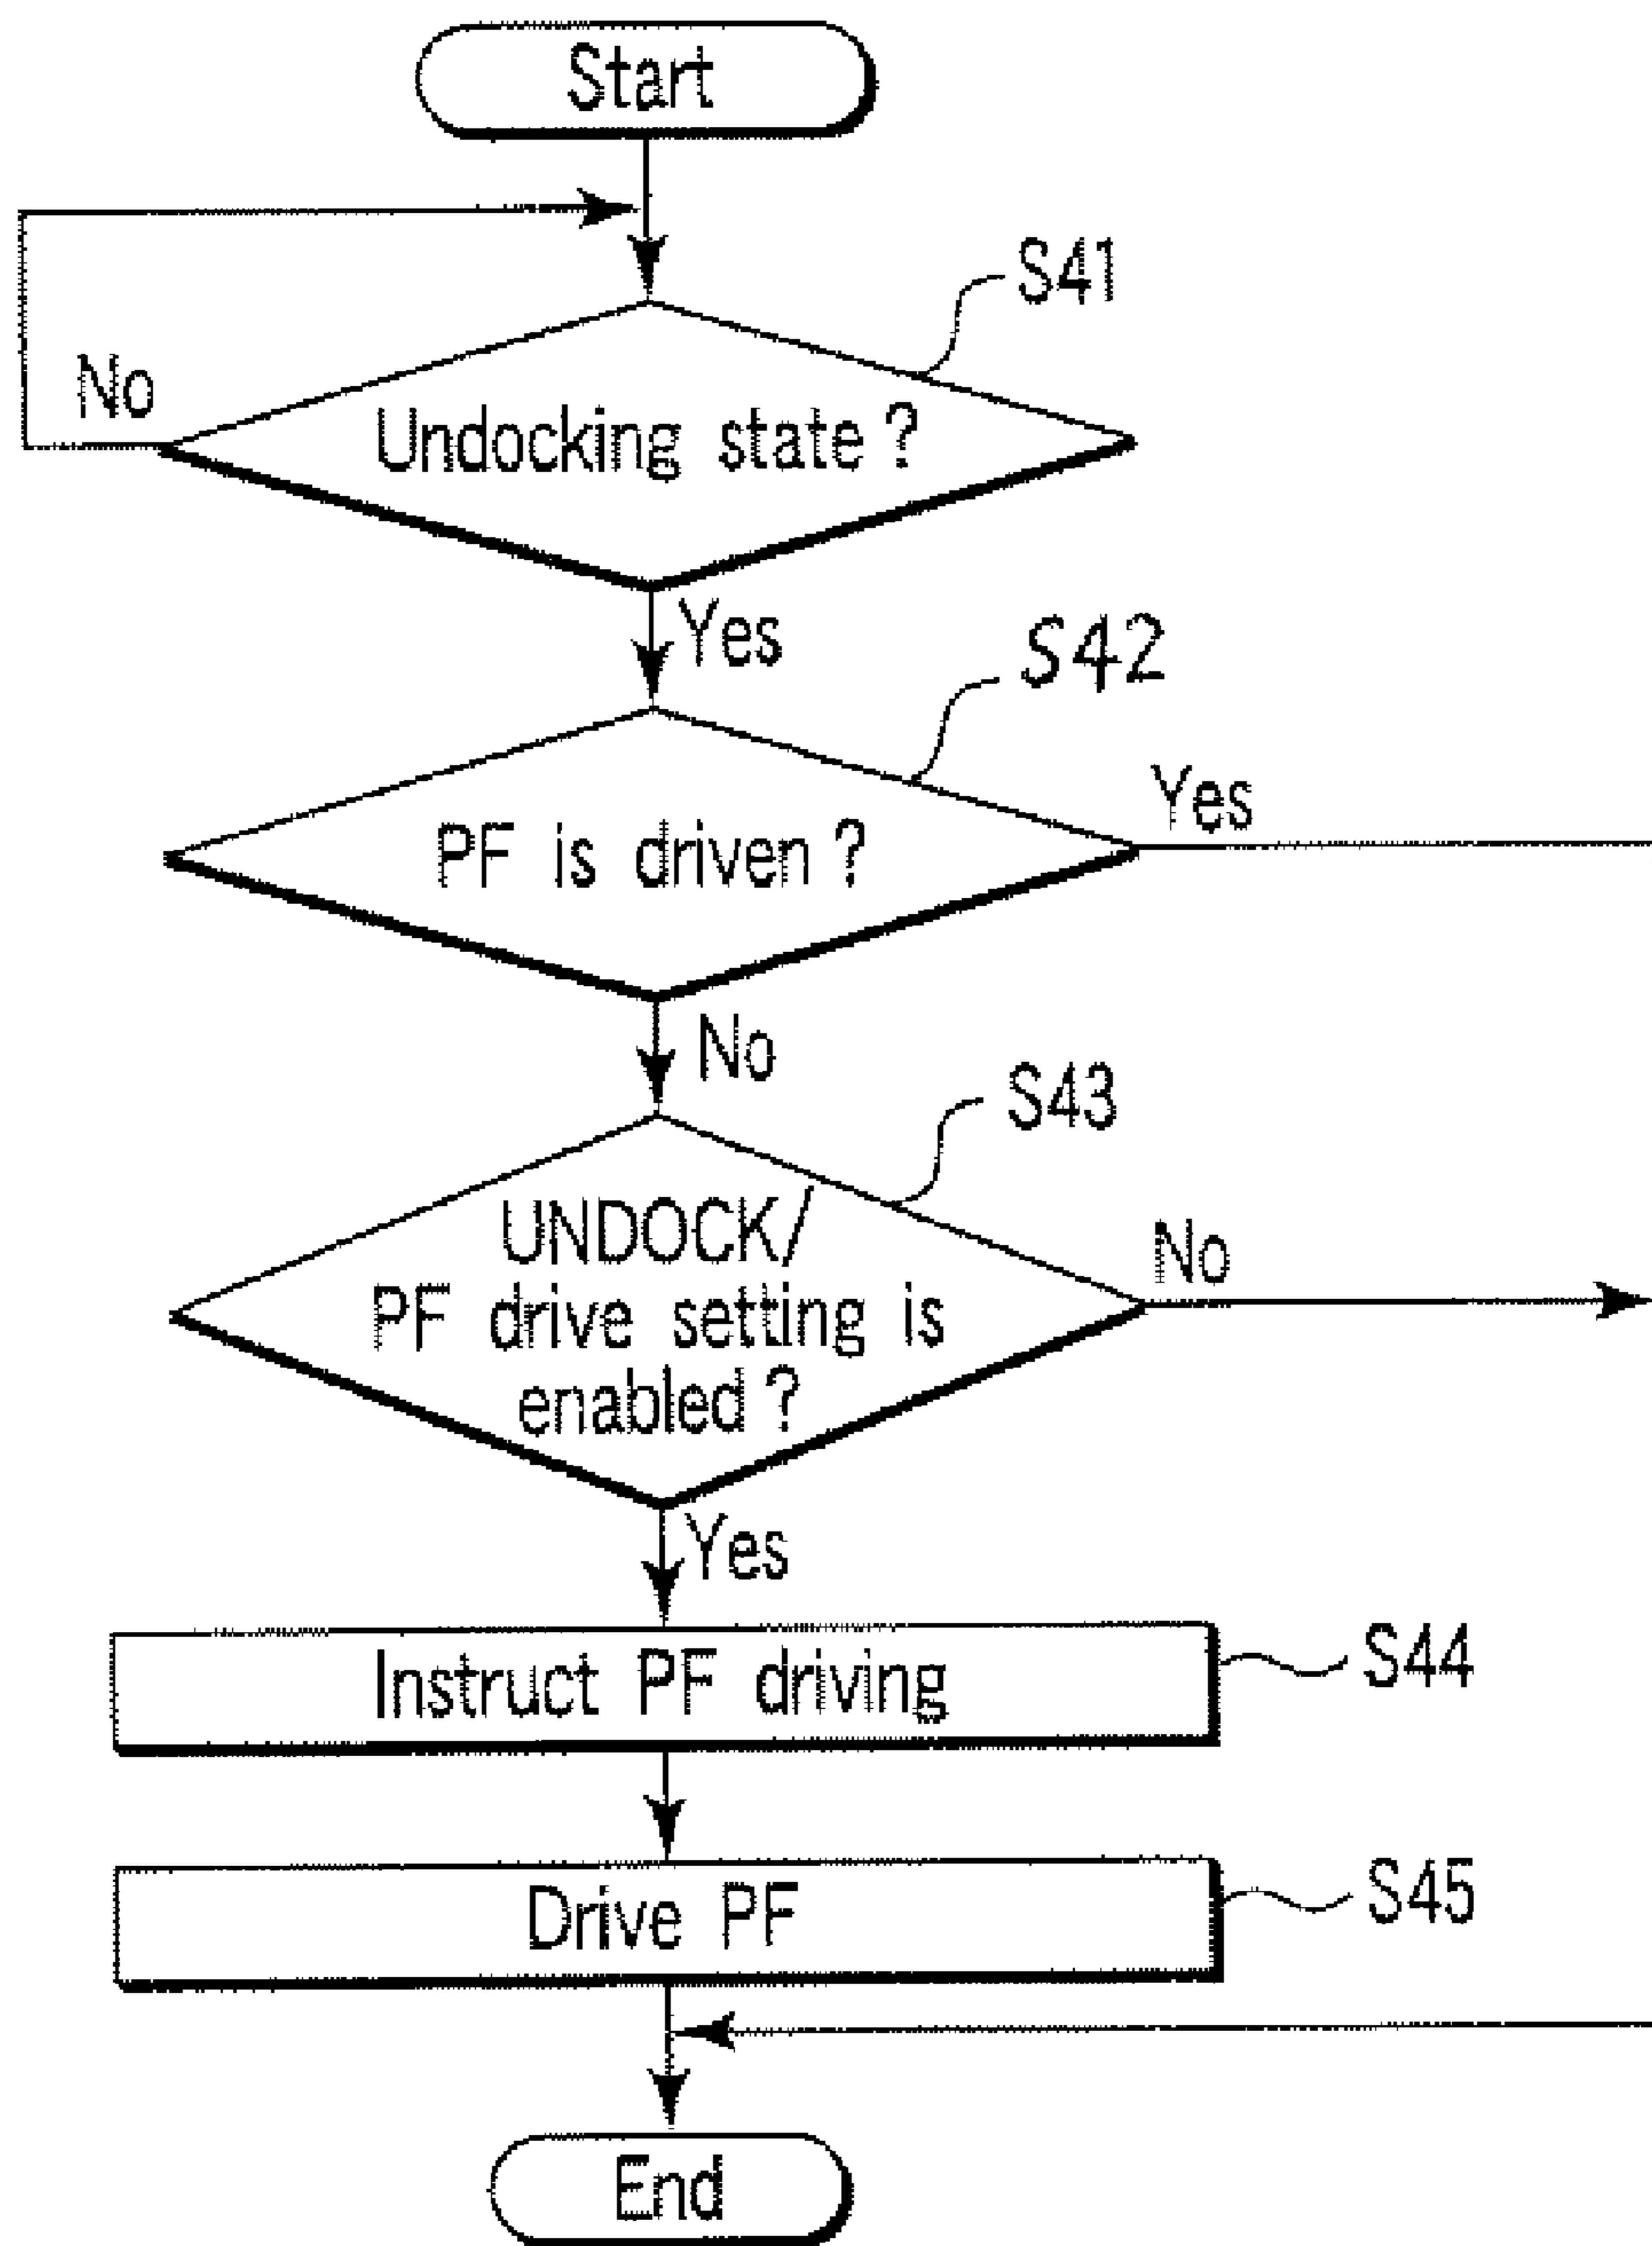 Start
S41
No
Undocking state ?
Yes
S42
Yes
PF is driven ?
No
S43
UNDOCK/
No
PF drive setting is
enabled ?
Yes
Instruct PF driving
S44
Drive PF
S45
End